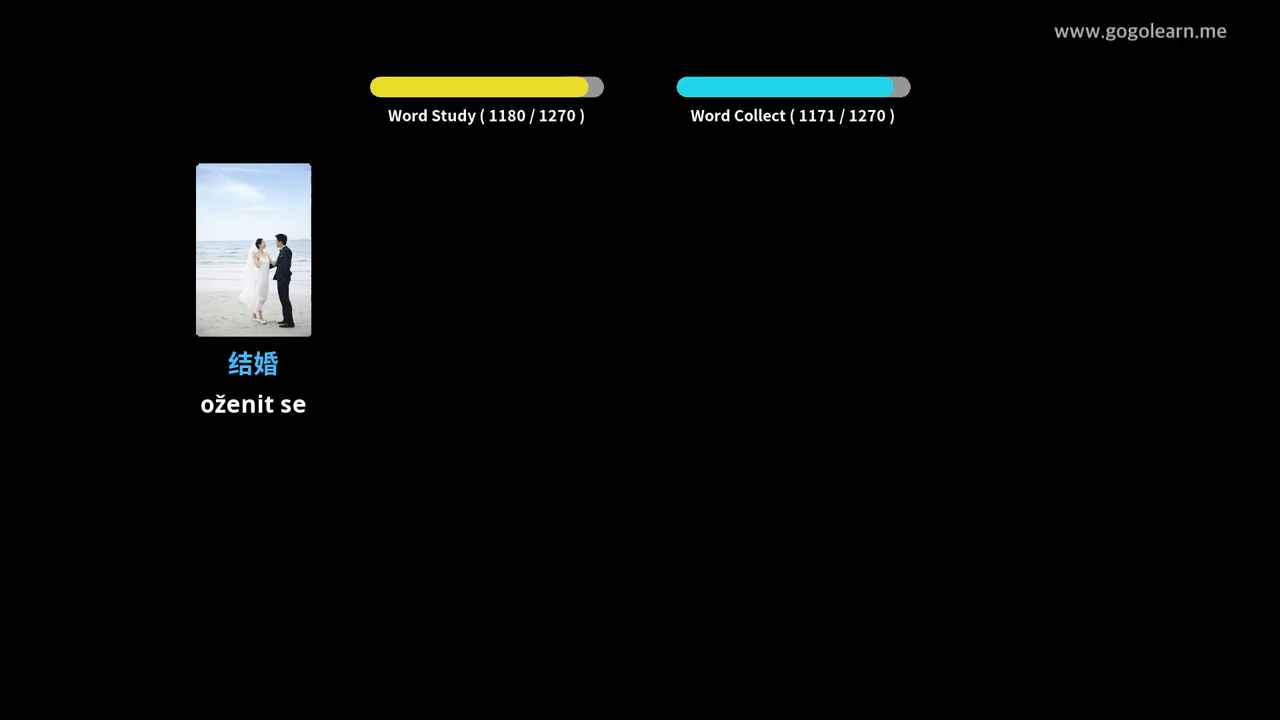 www.gogolearn.me
Word Study ( 1180 / 1270 )
Word Collect ( 1171 / 1270 )
结婚
oženit se